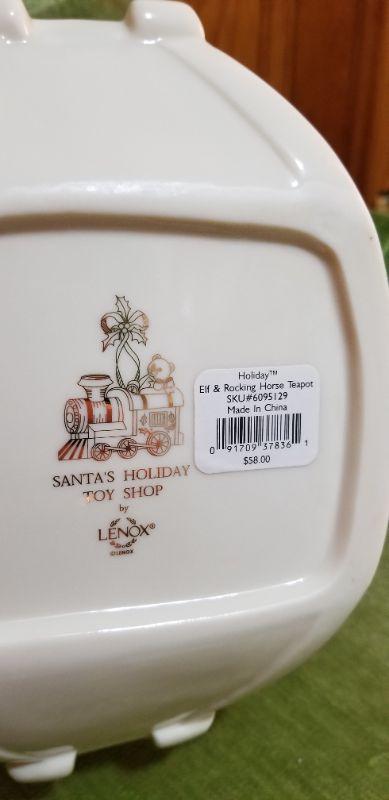 SANTA'S HOLIDAY
TOY SHOP
by
LENOX®
©LENOX
Holiday™
Elf & Rocking Horse Teapot
SKU#6095129
Made In China
0 91709 37836 1
$58.00